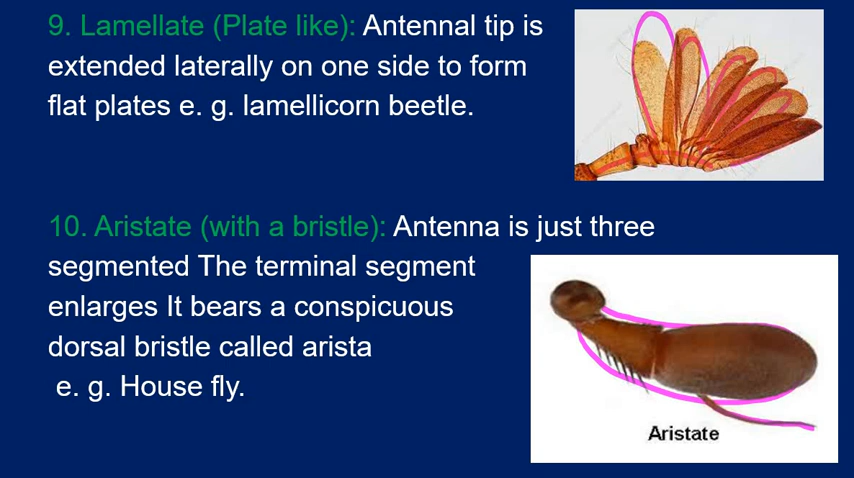 9. Lamellate (Plate like): Antennal tip is
extended laterally on one side to form
flat plates e. g. lamellicorn beetle.
10. Aristate (with a bristle): Antenna is just three
segmented The terminal segment
enlarges It bears a conspicuous
dorsal bristle called arista
e. g. House fly.
Aristate